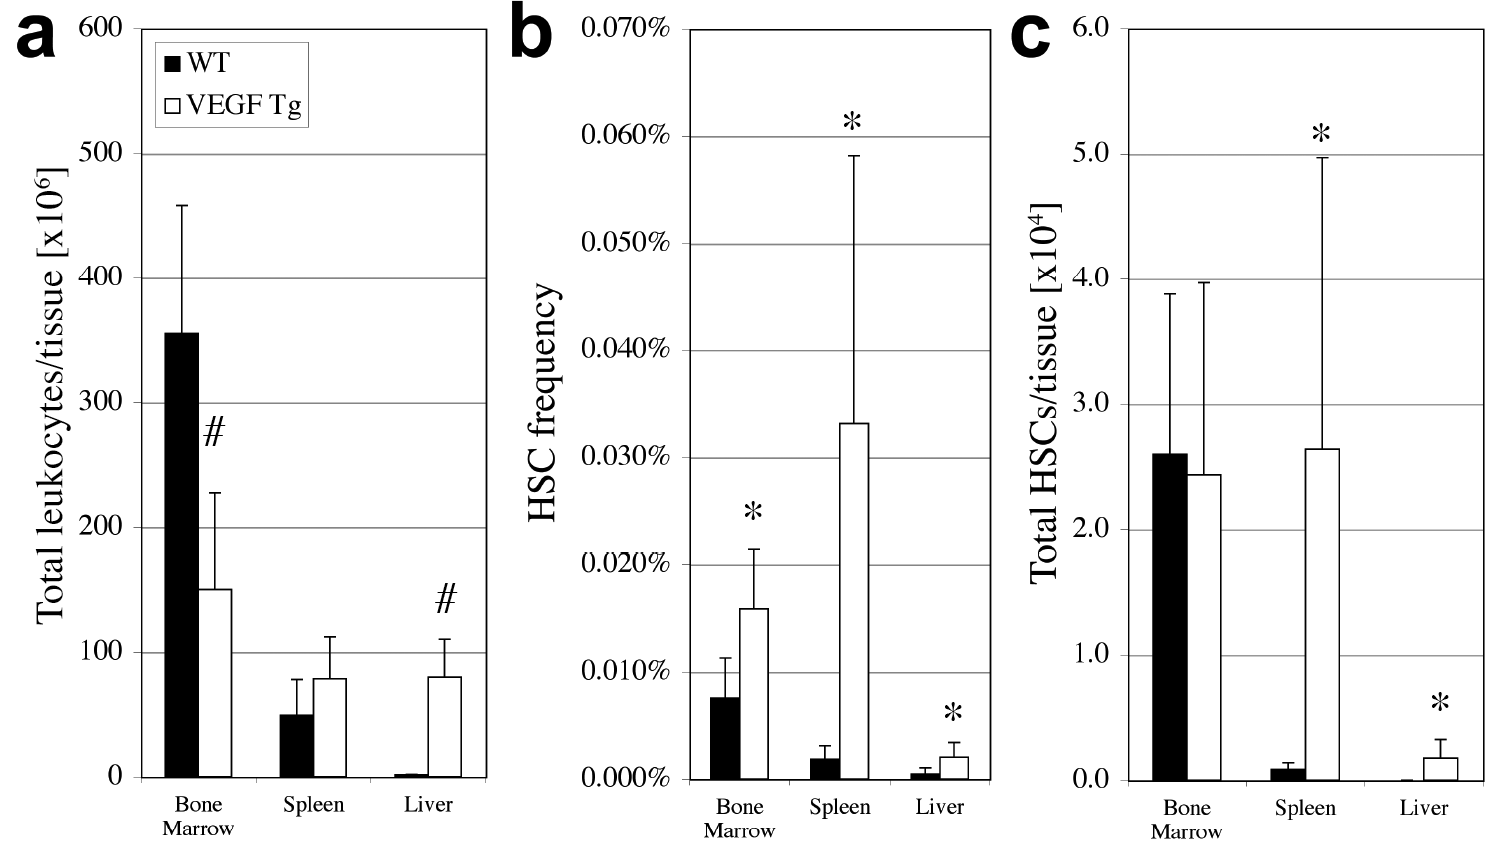 a
Total leukocytes/tissue [x10⁶]
600
500
400
300
200
100
0
WT
VEGF Tg
#
#
Bone
Marrow
Spleen
Liver
b
HSC frequency
0.070%
0.060%
0.050%
0.040%
0.030%
0.020%
0.010%
0.000%
*
*
*
Bone
Marrow
Spleen
Liver
c
Total HSCs/tissue [x10⁴]
6.0
5.0
4.0
3.0
2.0
1.0
0.0
*
*
Bone
Marrow
Spleen
Liver